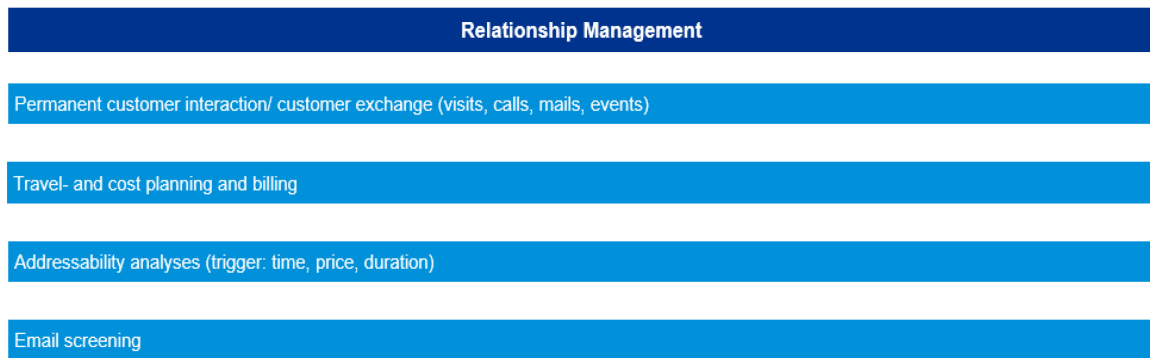 Relationship Management
Permanent customer interaction/ customer exchange (visits, calls, mails, events)
Travel- and cost planning and billing
Addressability analyses (trigger: time, price, duration)
Email screening